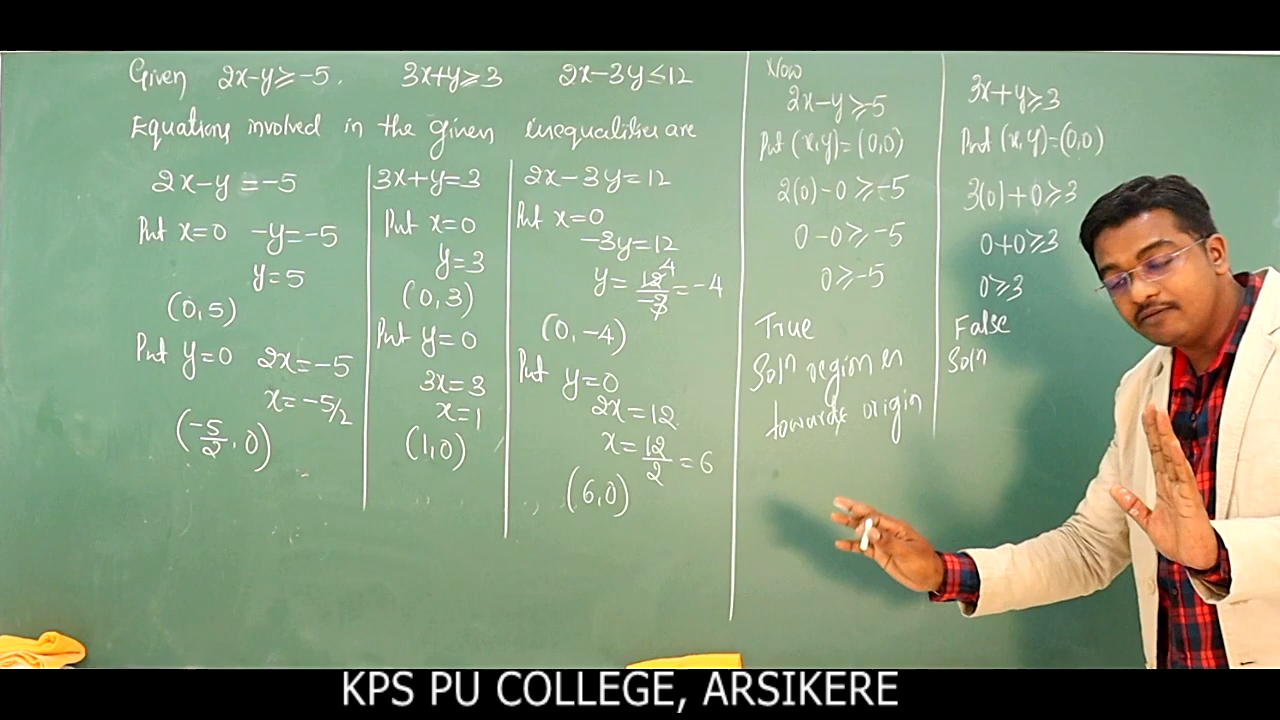 Given 2x-y≥-5. 3x+y≥3 2x-3y≤12
Equations involved in the given inequalities are
2x-y=-5
Put x=0 -y=-5
y=5
(0,5)
Put y=0 2x=-5
x=-5/2
(-5/2, 0)
3x+y=3
Put x=0
y=3
(0,3)
Put y=0
3x=3
x=1
(1,0)
2x-3y=12
Put x=0
-3y=12
y=12/-3=-4
4
(0,-4)
Put y=0
2x=12
x=12/2=6
(6,0)
Now
2x-y≥-5
Put (x,y)=(0,0)
2(0)-0≥-5
0-0≥-5
0≥-5
True
Soln region is
towards origin
3x+y≥3
Put (x,y)=(0,0)
3(0)+0≥3
0+0≥3
0≥3
False
Soln
KPS PU COLLEGE, ARSIKERE